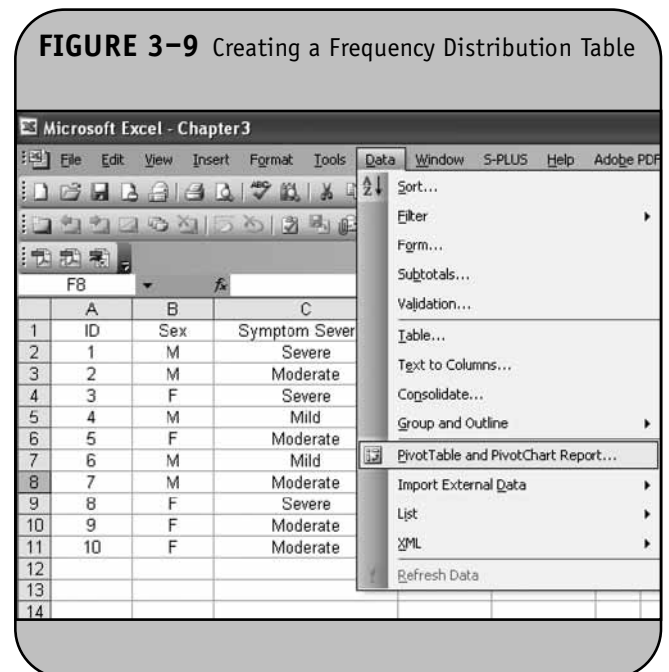 FIGURE 3–9 Creating a Frequency Distribution Table
Microsoft Excel - Chapter3
File Edit View Insert Format Tools Data Window S-PLUS Help Adobe PDF
Sort...
Filter
Form...
Subtotals...
Validation...
Table...
Text to Columns...
Consolidate...
Group and Outline
PivotTable and PivotChart Report...
Import External Data
List
XML
Refresh Data
F8 fx
A B C
1 ID Sex Symptom Sever
2 1 M Severe
3 2 M Moderate
4 3 F Severe
5 4 M Mild
6 5 F Moderate
7 6 M Mild
8 7 M Moderate
9 8 F Severe
10 9 F Moderate
11 10 F Moderate
12
13
14